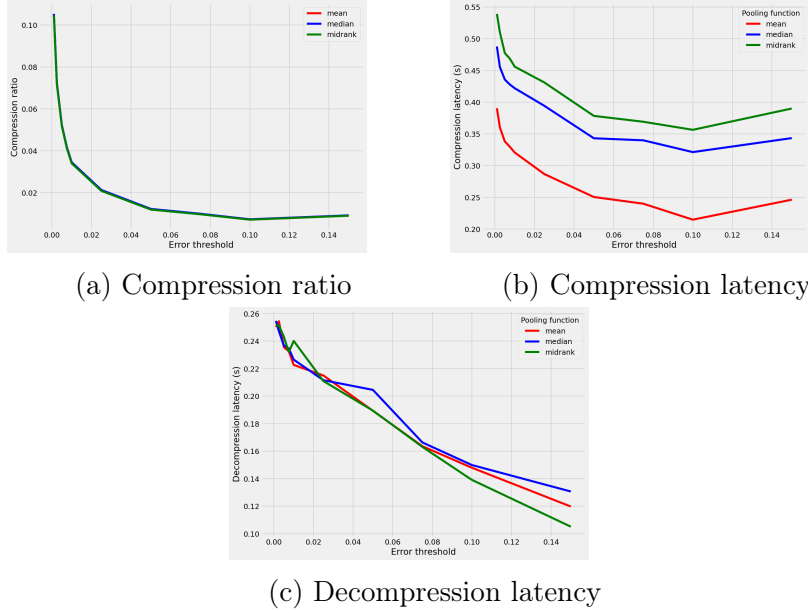 mean
median
midrank
0.10
0.08
0.06
0.04
0.02
Compression ratio
0.00 0.02 0.04 0.06 0.08 0.10 0.12 0.14
Error threshold
(a) Compression ratio
Pooling function
mean
median
midrank
0.55
0.50
0.45
0.40
0.35
0.30
0.25
0.20
Compression latency (s)
0.00 0.02 0.04 0.06 0.08 0.10 0.12 0.14
Error threshold
(b) Compression latency
Pooling function
mean
median
midrank
0.26
0.24
0.22
0.20
0.18
0.16
0.14
0.12
0.10
Decompression latency (s)
0.00 0.02 0.04 0.06 0.08 0.10 0.12 0.14
Error threshold
(c) Decompression latency